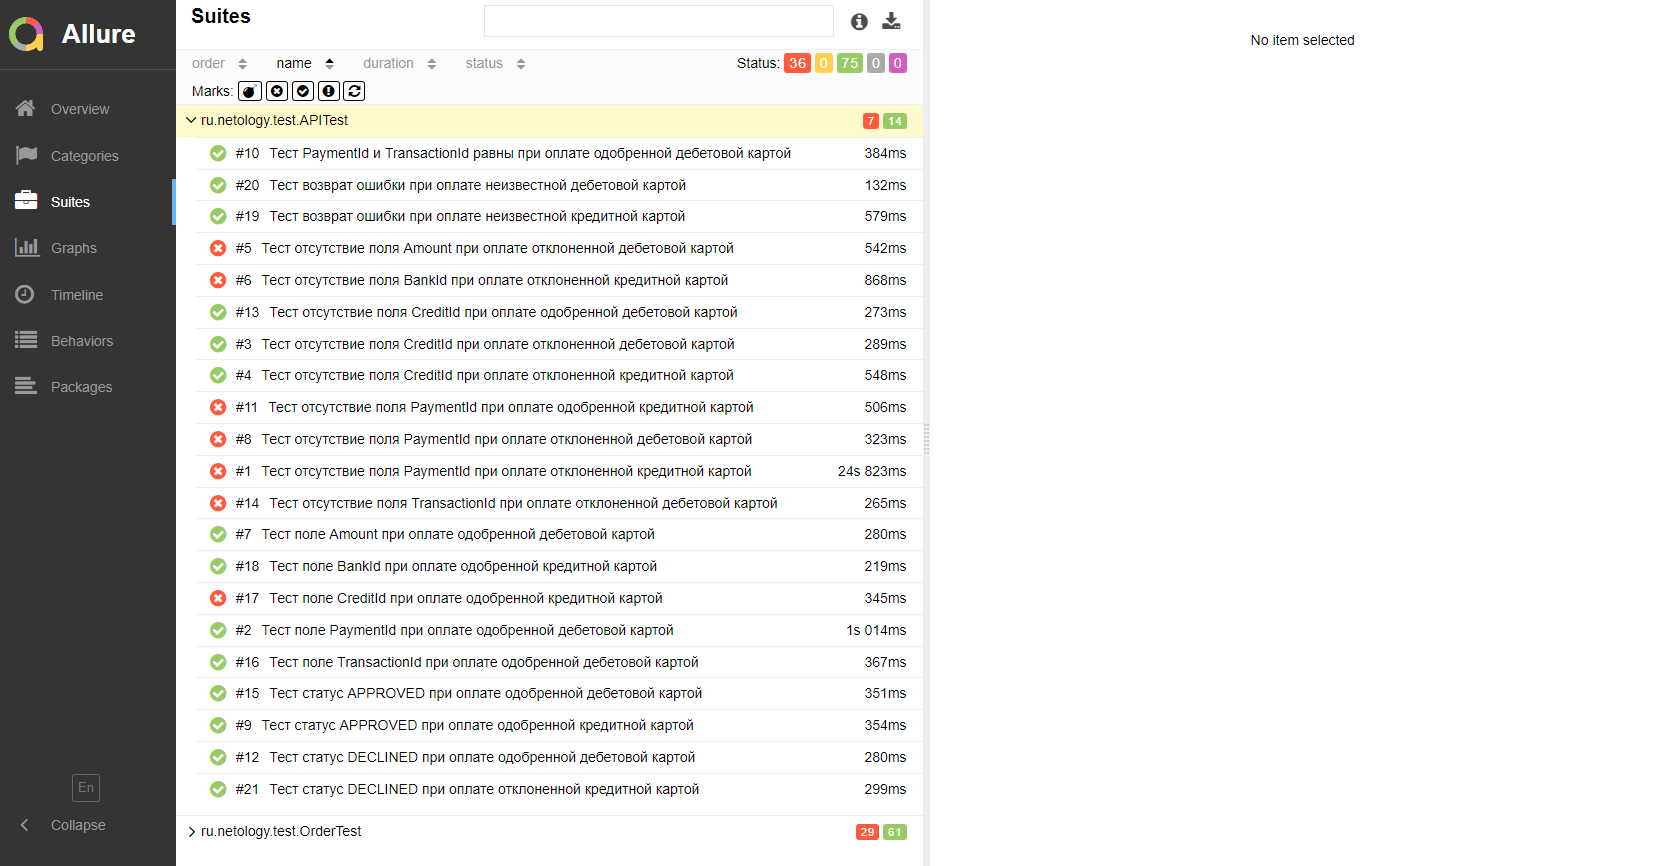 Allure
Overview
Categories
Suites
Graphs
Timeline
Behaviors
Packages
En
Collapse
Suites
order name duration status Status: 36 0 75 0 0
Marks:
ru.netology.test.APITest 7 14
#10 Тест PaymentId и TransactionId равны при оплате одобренной дебетовой картой 384ms
#20 Тест возврат ошибки при оплате неизвестной дебетовой картой 132ms
#19 Тест возврат ошибки при оплате неизвестной кредитной картой 579ms
#5 Тест отсутствие поля Amount при оплате отклоненной дебетовой картой 542ms
#6 Тест отсутствие поля BankId при оплате отклоненной кредитной картой 868ms
#13 Тест отсутствие поля CreditId при оплате одобренной дебетовой картой 273ms
#3 Тест отсутствие поля CreditId при оплате отклоненной дебетовой картой 289ms
#4 Тест отсутствие поля CreditId при оплате отклоненной кредитной картой 548ms
#11 Тест отсутствие поля PaymentId при оплате одобренной кредитной картой 506ms
#8 Тест отсутствие поля PaymentId при оплате отклоненной дебетовой картой 323ms
#1 Тест отсутствие поля PaymentId при оплате отклоненной кредитной картой 24s 823ms
#14 Тест отсутствие поля TransactionId при оплате отклоненной дебетовой картой 265ms
#7 Тест поле Amount при оплате одобренной дебетовой картой 280ms
#18 Тест поле BankId при оплате одобренной кредитной картой 219ms
#17 Тест поле CreditId при оплате одобренной кредитной картой 345ms
#2 Тест поле PaymentId при оплате одобренной дебетовой картой 1s 014ms
#16 Тест поле TransactionId при оплате одобренной дебетовой картой 367ms
#15 Тест статус APPROVED при оплате одобренной дебетовой картой 351ms
#9 Тест статус APPROVED при оплате одобренной кредитной картой 354ms
#12 Тест статус DECLINED при оплате одобренной дебетовой картой 280ms
#21 Тест статус DECLINED при оплате отклоненной кредитной картой 299ms
ru.netology.test.OrderTest 29 61
No item selected